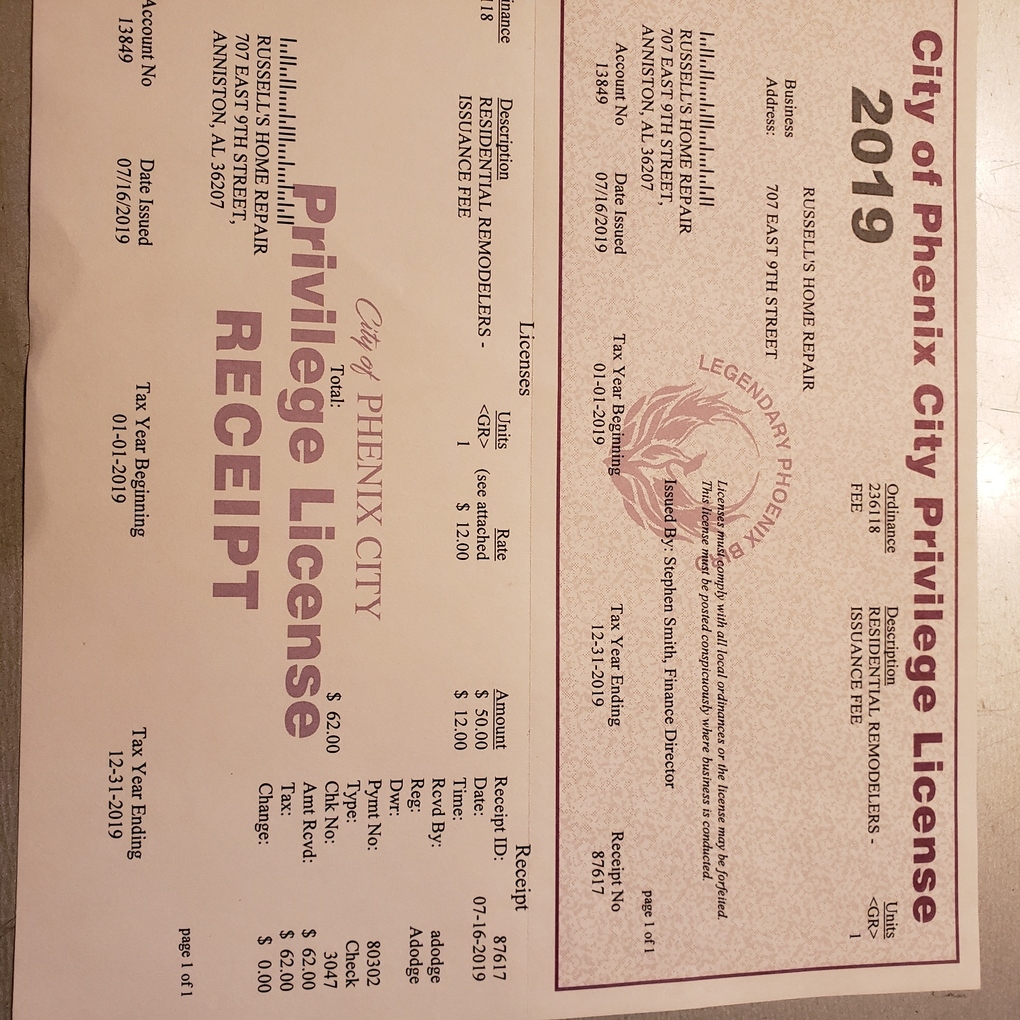 City of Phenix City Privilege License
2019
Ordinance Description Units
236118 RESIDENTIAL REMODELERS - <GR>
FEE ISSUANCE FEE 1
RUSSELL'S HOME REPAIR
Business
Address: 707 EAST 9TH STREET
LEGENDARY PHOENIX
Licenses must comply with all local ordinances or the license may be forfeited.
This license must be posted conspicuously where business is conducted.
RUSSELL'S HOME REPAIR
707 EAST 9TH STREET,
ANNISTON, AL 36207
Issued By: Stephen Smith, Finance Director
page 1 of 1
Account No Date Issued Tax Year Beginning Tax Year Ending Receipt No
13849 07/16/2019 01-01-2019 12-31-2019 87617
Licenses Receipt
inance Description Units Rate Amount Receipt ID: 87617
118 RESIDENTIAL REMODELERS - <GR> (see attached $ 50.00 Date: 07-16-2019
ISSUANCE FEE 1 $ 12.00 $ 12.00 Time:
Rcvd By: adodge
Reg: Adodge
Dwr:
Pymt No: 80302
Type: Check
Chk No: 3047
Amt Rcvd: $ 62.00
Tax: $ 62.00
Change: $ 0.00
Total: $ 62.00
City of PHENIX CITY
Privilege License
RECEIPT
RUSSELL'S HOME REPAIR
707 EAST 9TH STREET,
ANNISTON, AL 36207
page 1 of 1
Account No Date Issued Tax Year Beginning Tax Year Ending
13849 07/16/2019 01-01-2019 12-31-2019